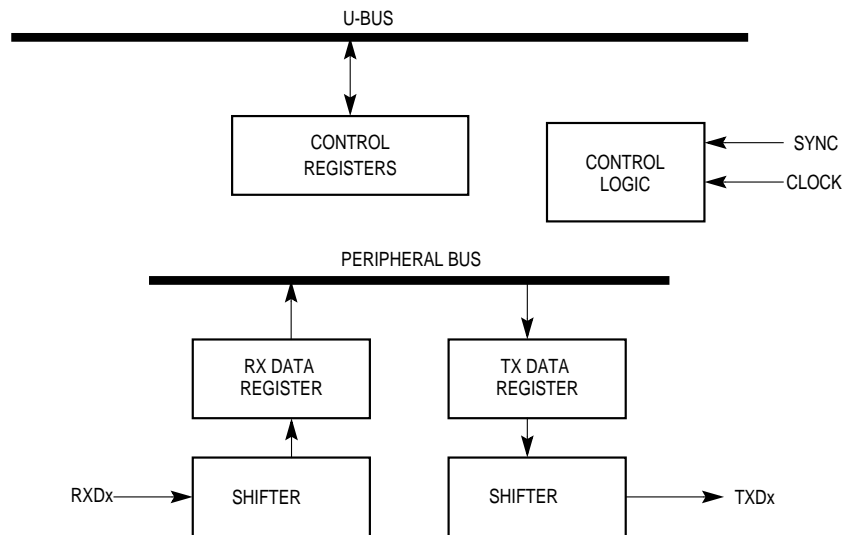 U-BUS
CONTROL
REGISTERS
CONTROL
LOGIC
SYNC
CLOCK
PERIPHERAL BUS
RX DATA
REGISTER
TX DATA
REGISTER
RXDx
SHIFTER
SHIFTER
TXDx